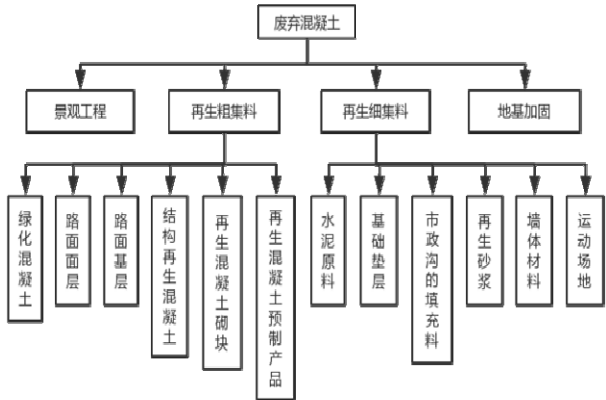 废弃混凝土
景观工程
再生粗集料
再生细集料
地基加固
绿化混凝土
路面面层
路面基层
结构再生混凝土
再生混凝土砌块
再生混凝土预制产品
水泥原料
基础垫层
市政沟的填充料
再生砂浆
墙体材料
运动场地